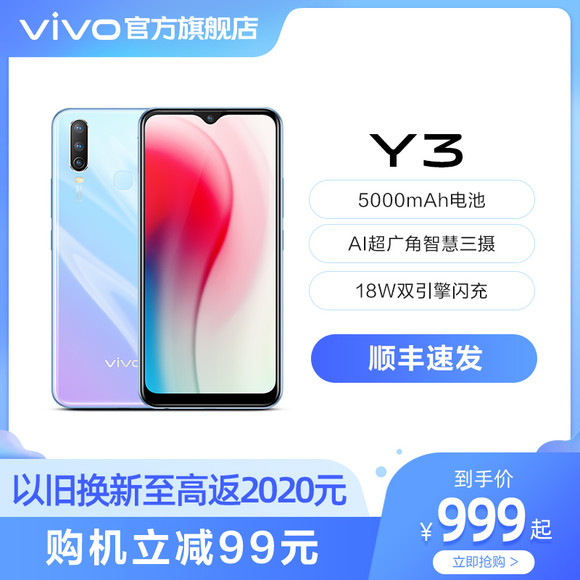 vivo官方旗舰店
Y3
5000mAh电池
AI超广角智慧三摄
18W双引擎闪充
顺丰速发
vivo
以旧换新至高返2020元
购机立减99元
到手价
¥999起
立即抢购 >